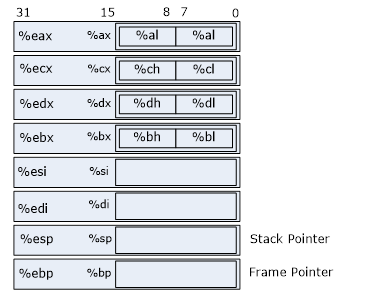 31 15 8 7 0
%eax %ax %al %al
%ecx %cx %ch %cl
%edx %dx %dh %dl
%ebx %bx %bh %bl
%esi %si
%edi %di
%esp %sp Stack Pointer
%ebp %bp Frame Pointer